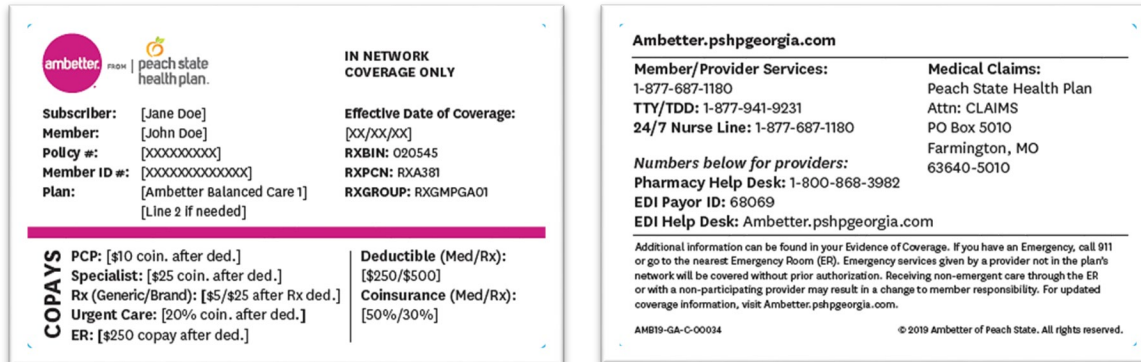 ambetter.
FROM
peach state
health plan.
IN NETWORK
COVERAGE ONLY
Subscriber: [Jane Doe]
Member: [John Doe]
Policy #: [XXXXXXXXX]
Member ID #: [XXXXXXXXXXXXX]
Plan: [Ambetter Balanced Care 1]
[Line 2 if needed]
Effective Date of Coverage:
[XX/XX/XX]
RXBIN: 020545
RXPCN: RXA381
RXGROUP: RXGMPGA01
COPAYS
PCP: [$10 coin. after ded.]
Specialist: [$25 coin. after ded.]
Rx (Generic/Brand): [$5/$25 after Rx ded.]
Urgent Care: [20% coin. after ded.]
ER: [$250 copay after ded.]
Deductible (Med/Rx):
[$250/$500]
Coinsurance (Med/Rx):
[50%/30%]
Ambetter.pshpgeorgia.com
Member/Provider Services:
1-877-687-1180
TTY/TDD: 1-877-941-9231
24/7 Nurse Line: 1-877-687-1180
Numbers below for providers:
Pharmacy Help Desk: 1-800-868-3982
EDI Payor ID: 68069
EDI Help Desk: Ambetter.pshpgeorgia.com
Medical Claims:
Peach State Health Plan
Attn: CLAIMS
PO Box 5010
Farmington, MO
63640-5010
Additional information can be found in your Evidence of Coverage. If you have an Emergency, call 911
or go to the nearest Emergency Room (ER). Emergency services given by a provider not in the plan's
network will be covered without prior authorization. Receiving non-emergent care through the ER
or with a non-participating provider may result in a change to member responsibility. For updated
coverage information, visit Ambetter.pshpgeorgia.com.
AMB19-GA-C-00034
© 2019 Ambetter of Peach State. All rights reserved.